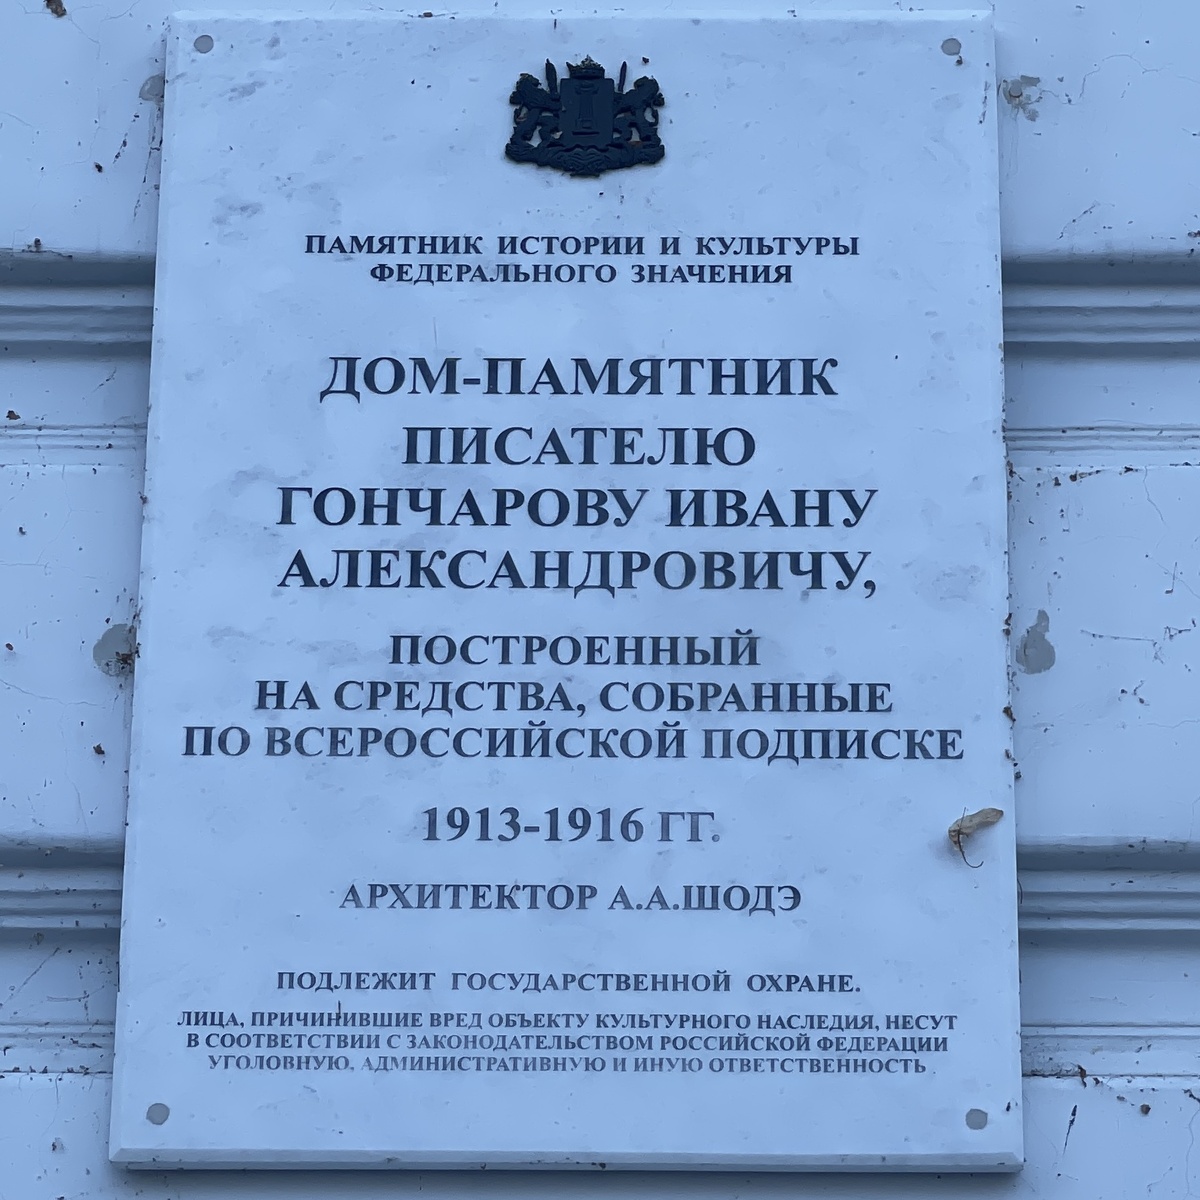 ПАМЯТНИК ИСТОРИИ И КУЛЬТУРЫ
ФЕДЕРАЛЬНОГО ЗНАЧЕНИЯ
ДОМ-ПАМЯТНИК
ПИСАТЕЛЮ
ГОНЧАРОВУ ИВАНУ
АЛЕКСАНДРОВИЧУ,
ПОСТРОЕННЫЙ
НА СРЕДСТВА, СОБРАННЫЕ
ПО ВСЕРОССИЙСКОЙ ПОДПИСКЕ
1913-1916 ГГ.
АРХИТЕКТОР А.А.ШОДЭ
ПОДЛЕЖИТ ГОСУДАРСТВЕННОЙ ОХРАНЕ.
ЛИЦА, ПРИЧИНИВШИЕ ВРЕД ОБЪЕКТУ КУЛЬТУРНОГО НАСЛЕДИЯ, НЕСУТ
В СООТВЕТСТВИИ С ЗАКОНОДАТЕЛЬСТВОМ РОССИЙСКОЙ ФЕДЕРАЦИИ
УГОЛОВНУЮ, АДМИНИСТРАТИВНУЮ И ИНУЮ ОТВЕТСТВЕННОСТЬ